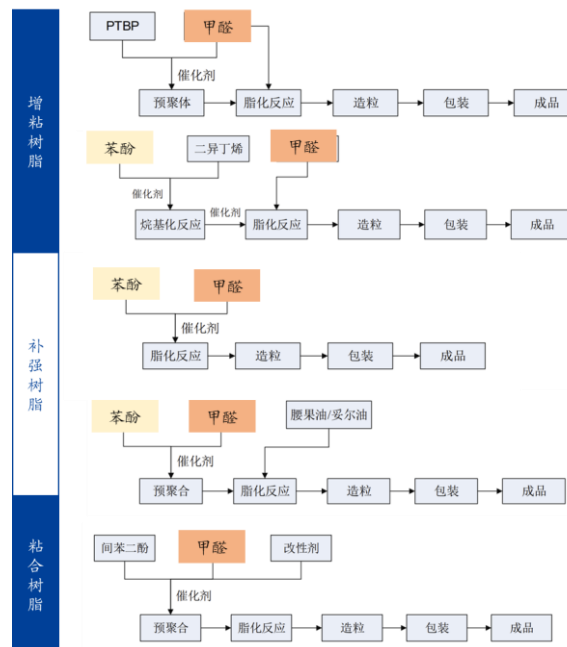 增粘树脂
PTBP
甲醛
催化剂
预聚体
脂化反应
造粒
包装
成品
苯酚
二异丁烯
甲醛
催化剂
催化剂
烷基化反应
脂化反应
造粒
包装
成品
补强树脂
苯酚
甲醛
催化剂
脂化反应
造粒
包装
成品
苯酚
甲醛
腰果油/妥尔油
催化剂
预聚合
脂化反应
造粒
包装
成品
粘合树脂
间苯二酚
甲醛
改性剂
催化剂
预聚合
脂化反应
造粒
包装
成品